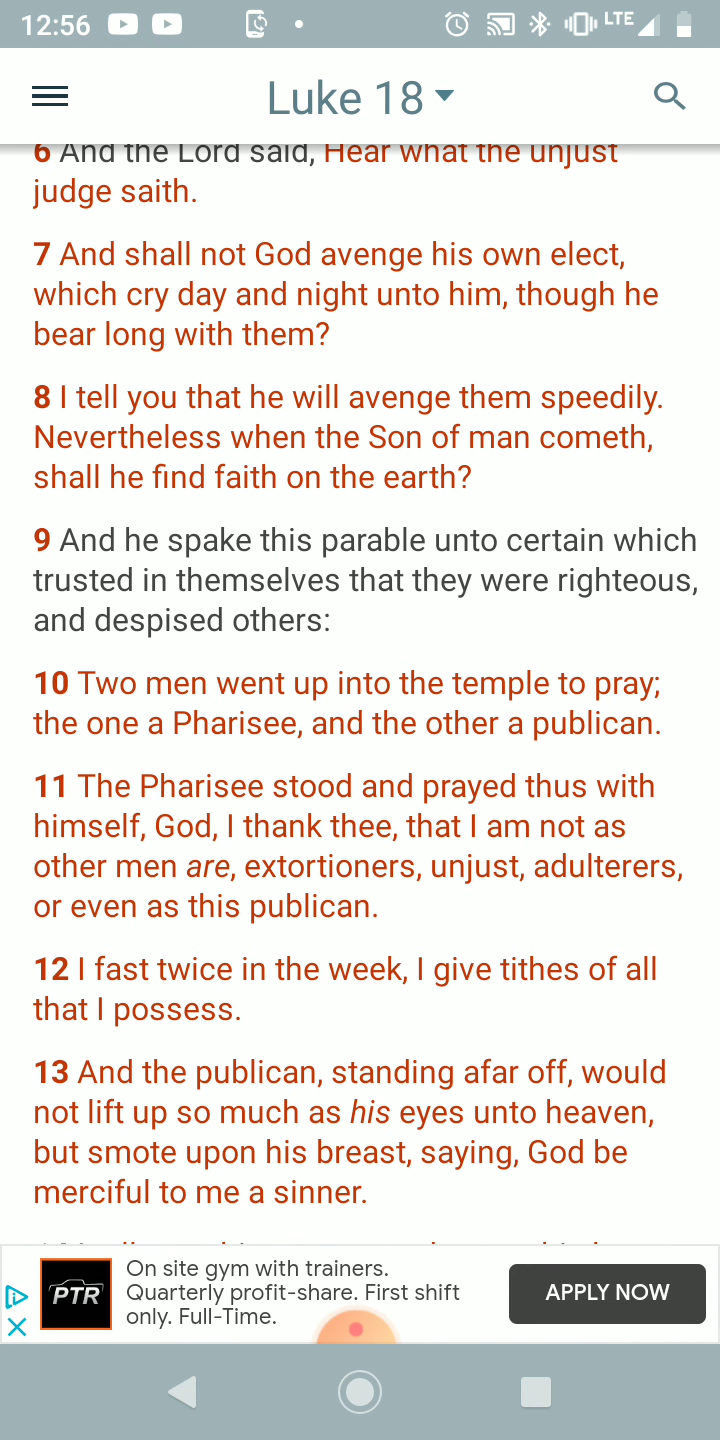 12:56
LTE
Luke 18
6 And the Lord said, Hear what the unjust
judge saith.
7 And shall not God avenge his own elect,
which cry day and night unto him, though he
bear long with them?
8 I tell you that he will avenge them speedily.
Nevertheless when the Son of man cometh,
shall he find faith on the earth?
9 And he spake this parable unto certain which
trusted in themselves that they were righteous,
and despised others:
10 Two men went up into the temple to pray;
the one a Pharisee, and the other a publican.
11 The Pharisee stood and prayed thus with
himself, God, I thank thee, that I am not as
other men are, extortioners, unjust, adulterers,
or even as this publican.
12 I fast twice in the week, I give tithes of all
that I possess.
13 And the publican, standing afar off, would
not lift up so much as his eyes unto heaven,
but smote upon his breast, saying, God be
merciful to me a sinner.
PTR
On site gym with trainers.
Quarterly profit-share. First shift
only. Full-Time.
APPLY NOW